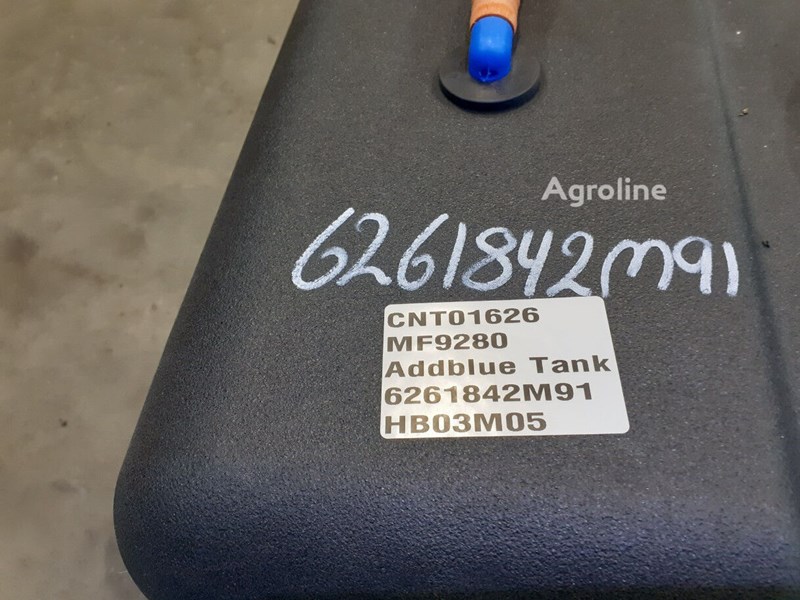 Agroline
6261842M91
CNT01626
MF9280
Addblue Tank
6261842M91
HB03M05